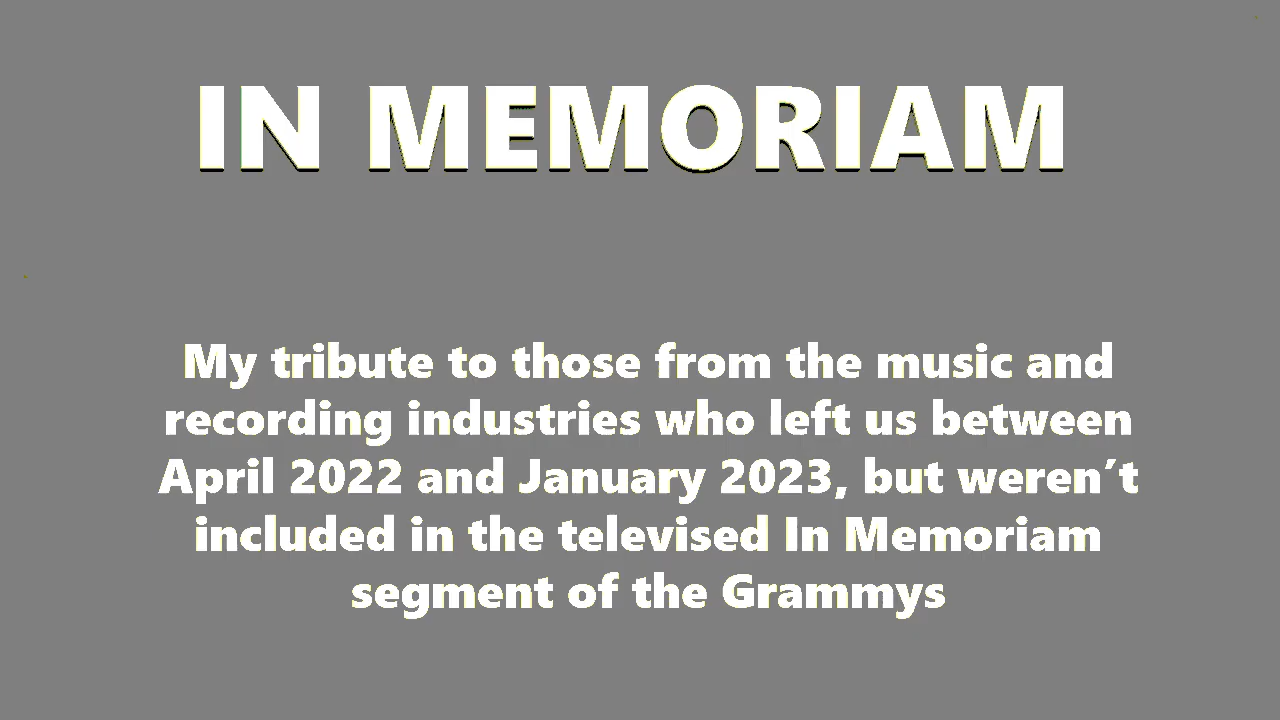 IN MEMORIAM
My tribute to those from the music and
recording industries who left us between
April 2022 and January 2023, but weren’t
included in the televised In Memoriam
segment of the Grammys